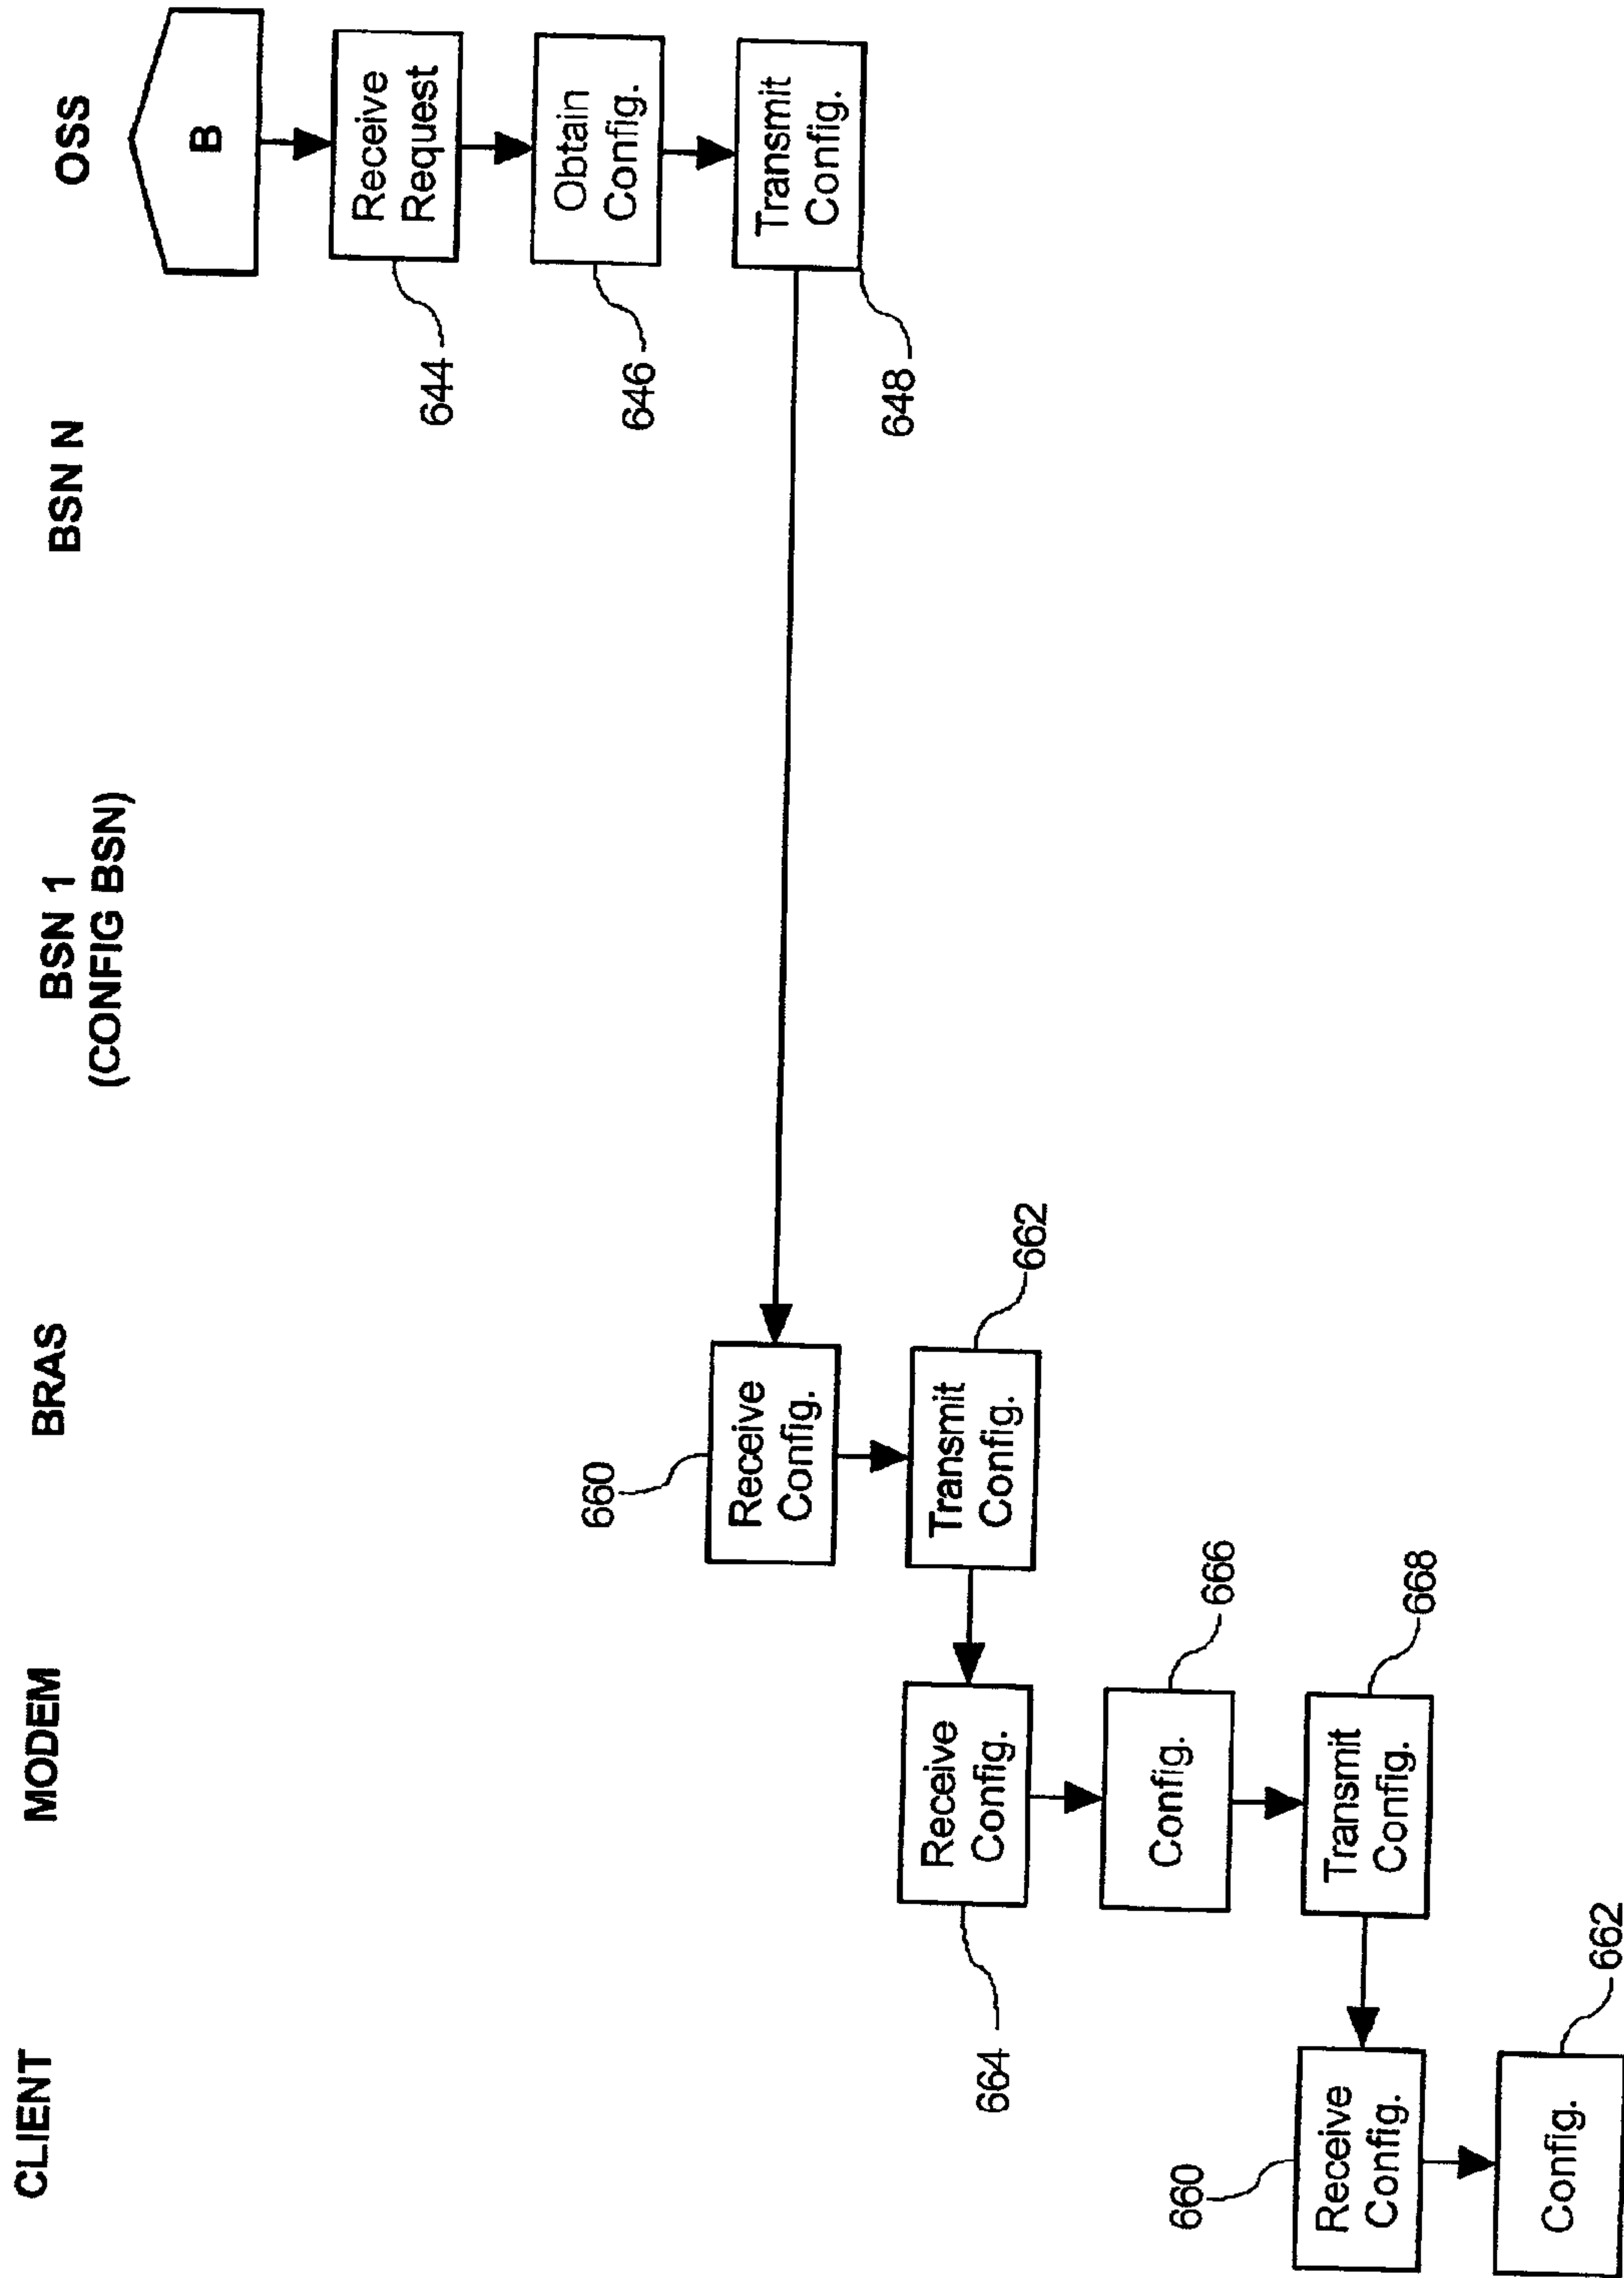 CLIENT
MODEM
BRAS
BSN 1
(CONFIG BSN)
BSN N
OSS
B
Receive
Request
644
Obtain
Config.
646
Transmit
Config.
648
660
Receive
Config.
Transmit
Config.
662
Receive
Config.
664
Config.
666
Transmit
Config.
668
660
Receive
Config.
Config.
662